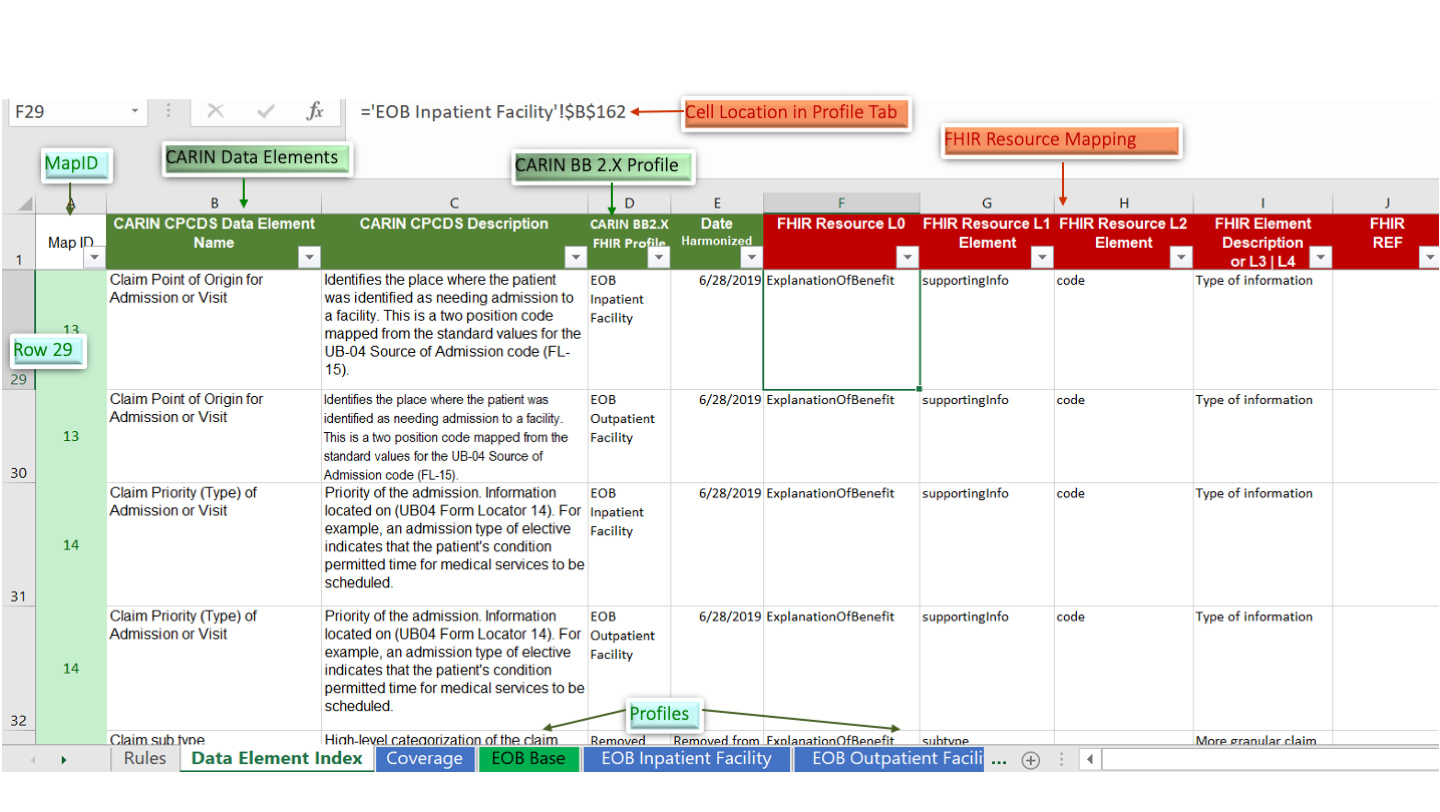 F29
fx
='EOB Inpatient Facility'!$B$162
Cell Location in Profile Tab
FHIR Resource Mapping
MapID
CARIN Data Elements
CARIN BB 2.X Profile
A B C D E F G H I J
1
Map ID
CARIN CPCDS Data Element
Name
CARIN CPCDS Description
CARIN BB2.X
FHIR Profile
Date
Harmonized
FHIR Resource L0
FHIR Resource L1
Element
FHIR Resource L2
Element
FHIR Element
Description
or L3 | L4
FHIR
REF
29
13
Row 29
Claim Point of Origin for
Admission or Visit
Identifies the place where the patient
was identified as needing admission to
a facility. This is a two position code
mapped from the standard values for the
UB-04 Source of Admission code (FL-
15).
EOB
Inpatient
Facility
6/28/2019
ExplanationOfBenefit
supportingInfo
code
Type of information
30
13
Claim Point of Origin for
Admission or Visit
Identifies the place where the patient was
identified as needing admission to a facility.
This is a two position code mapped from the
standard values for the UB-04 Source of
Admission code (FL-15).
EOB
Outpatient
Facility
6/28/2019
ExplanationOfBenefit
supportingInfo
code
Type of information
31
14
Claim Priority (Type) of
Admission or Visit
Priority of the admission. Information
located on (UB04 Form Locator 14). For
example, an admission type of elective
indicates that the patient's condition
permitted time for medical services to be
scheduled.
EOB
Inpatient
Facility
6/28/2019
ExplanationOfBenefit
supportingInfo
code
Type of information
32
14
Claim Priority (Type) of
Admission or Visit
Priority of the admission. Information
located on (UB04 Form Locator 14). For
example, an admission type of elective
indicates that the patient's condition
permitted time for medical services to be
scheduled.
EOB
Outpatient
Facility
6/28/2019
ExplanationOfBenefit
supportingInfo
code
Type of information
Profiles
Claim sub type
High-level categorization of the claim
Removed
Removed from
ExplanationOfBenefit
subtype
More granular claim
Rules
Data Element Index
Coverage
EOB Base
EOB Inpatient Facility
EOB Outpatient Facili
...